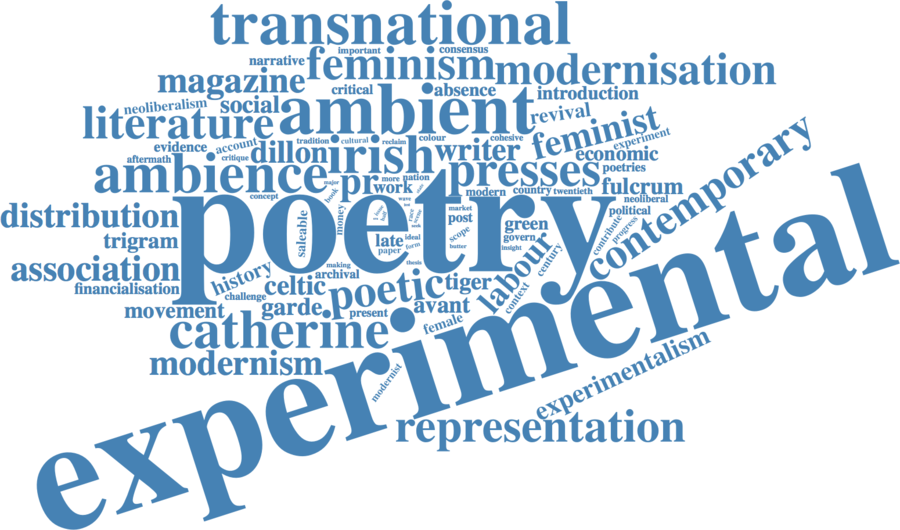 transnational
important
consensus
narrative
feminism
modernisation
magazine
critical
absence
introduction
neoliberalism
social
ambient
revival
literature
feminist
experiment
evidence
account
tradition
cultural
reclaim
colour
cohesive
aftermath
critique
dillon
irish
writer
economic
ambience
presses
poetries
concept
major
more
nation
pr
work
modern
country
twentieth
fulcrum
neoliberal
book
distribution
poetry
contemporary
political
money
market
post
green
contribute
progress
trigram
saleable
late
ideal
scope
govern
paper
form
butter
insight
labour
century
association
history
making
archival
thesis
financialisation
challenge
celtic
poetic
tiger
context
movement
garde
present
avant
catherine
female
experimental
modernism
modernist
experimentalism
representation